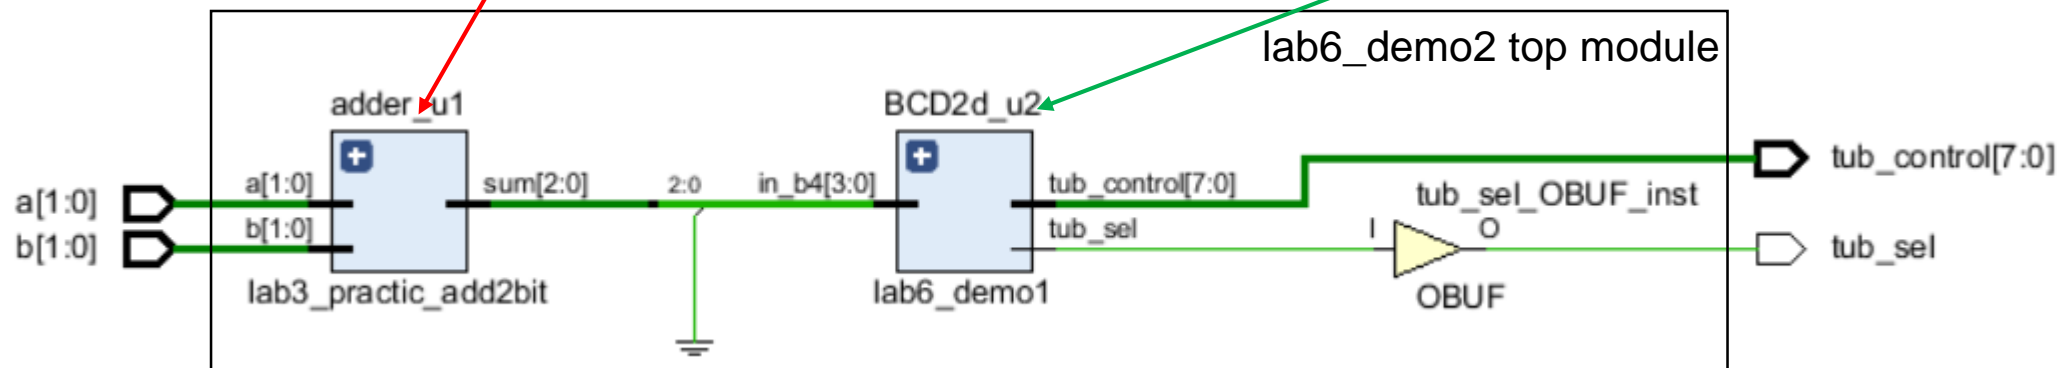 lab6_demo2 top module
adder_u1
BCD2d_u2
a[1:0]
a[1:0]
sum[2:0]
2:0
in_b4[3:0]
tub_control[7:0]
tub_control[7:0]
b[1:0]
b[1:0]
tub_sel
tub_sel_OBUF_inst
I
O
tub_sel
lab3_practic_add2bit
lab6_demo1
OBUF